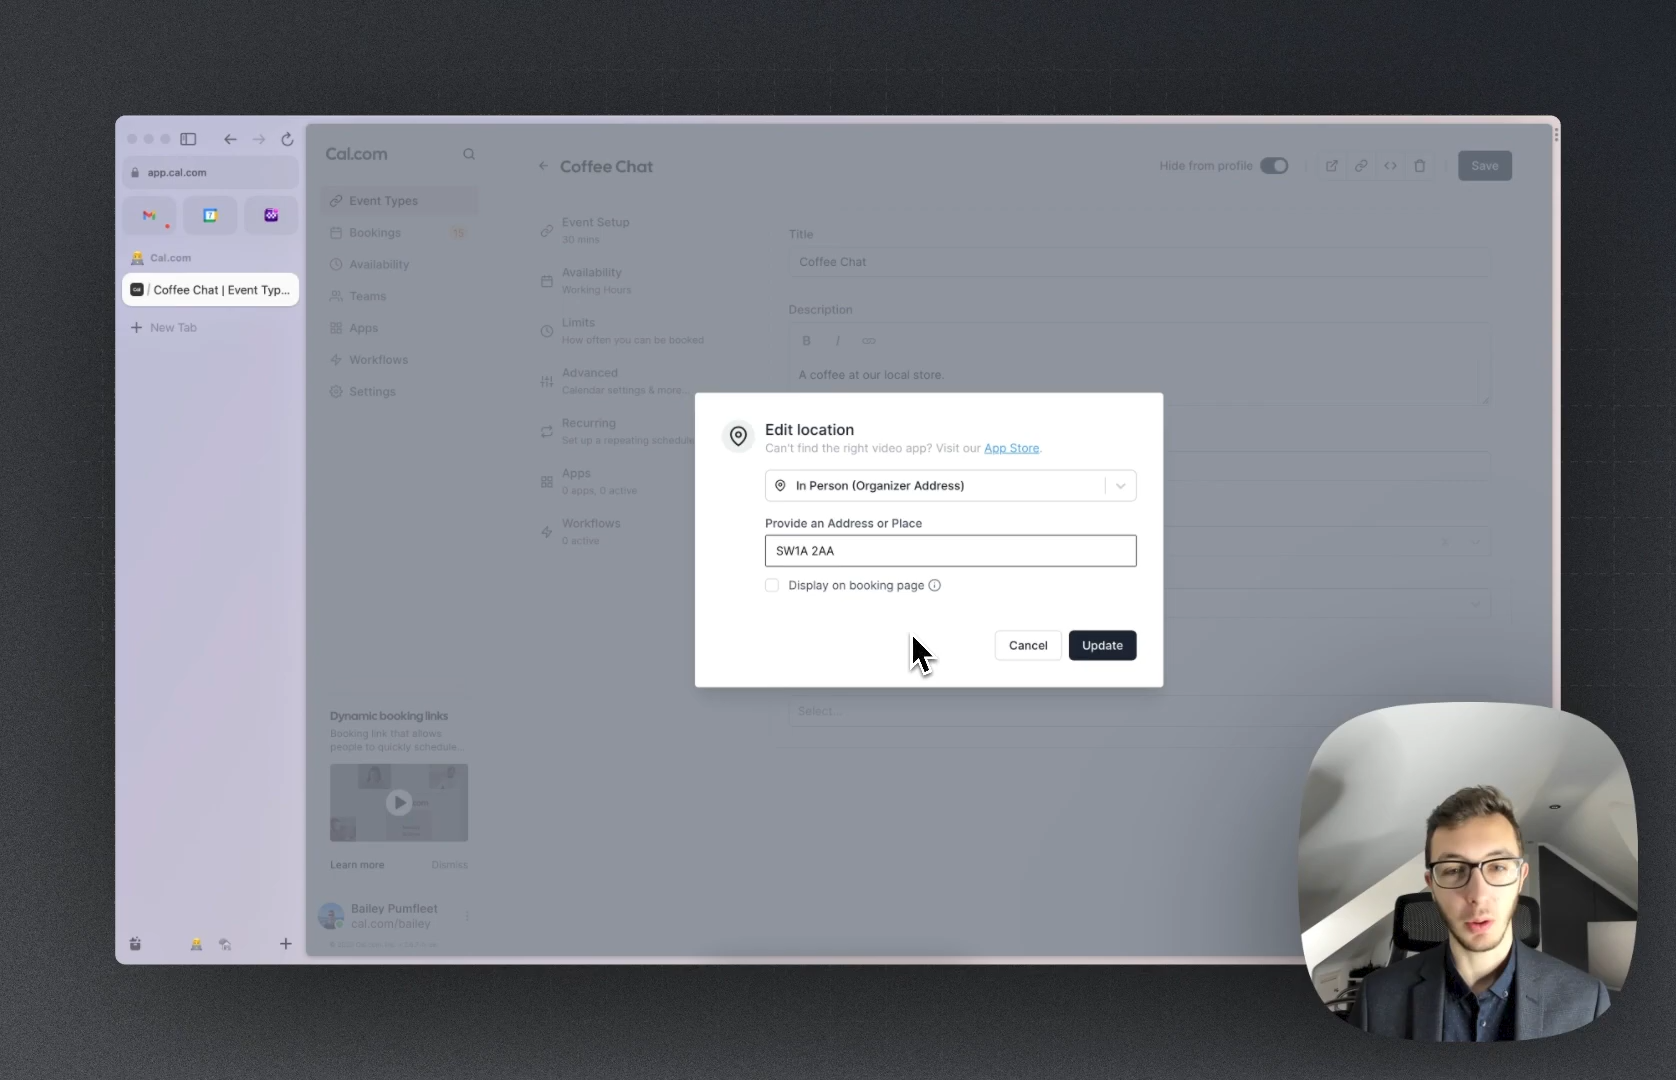 app.cal.com
Cal.com
Coffee Chat | Event Typ...
New Tab
Cal.com
Event Types
Bookings
15
Availability
Teams
Apps
Workflows
Settings
Dynamic booking links
Booking link that allows
people to quickly schedule...
Learn more
Dismiss
Bailey Pumfleet
cal.com/bailey
Coffee Chat
Hide from profile
Save
Event Setup
30 mins
Availability
Working Hours
Limits
How often you can be booked
Advanced
Calendar settings & more...
Recurring
Set up a repeating schedule
Apps
0 apps, 0 active
Workflows
0 active
Title
Coffee Chat
Description
B I
A coffee at our local store.
Edit location
Can't find the right video app? Visit our App Store.
In Person (Organizer Address)
Provide an Address or Place
SW1A 2AA
Display on booking page
Cancel
Update
Select...